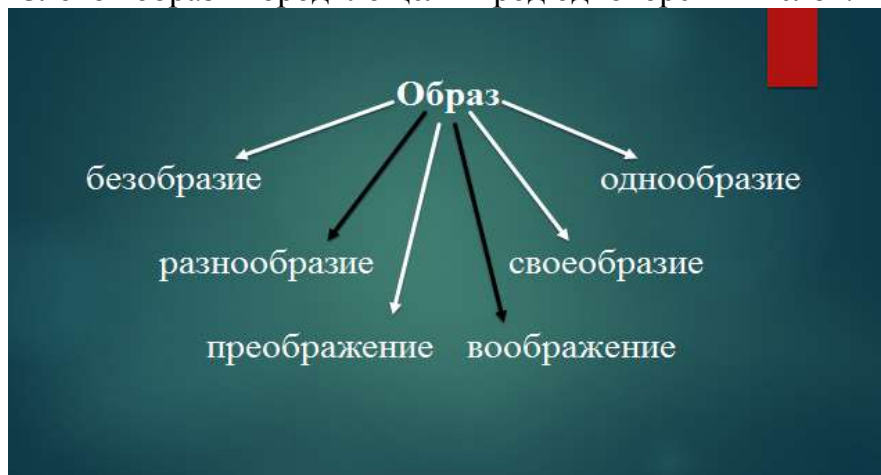 Образ
безобразие однообразие
разнообразие своеобразие
преображение воображение